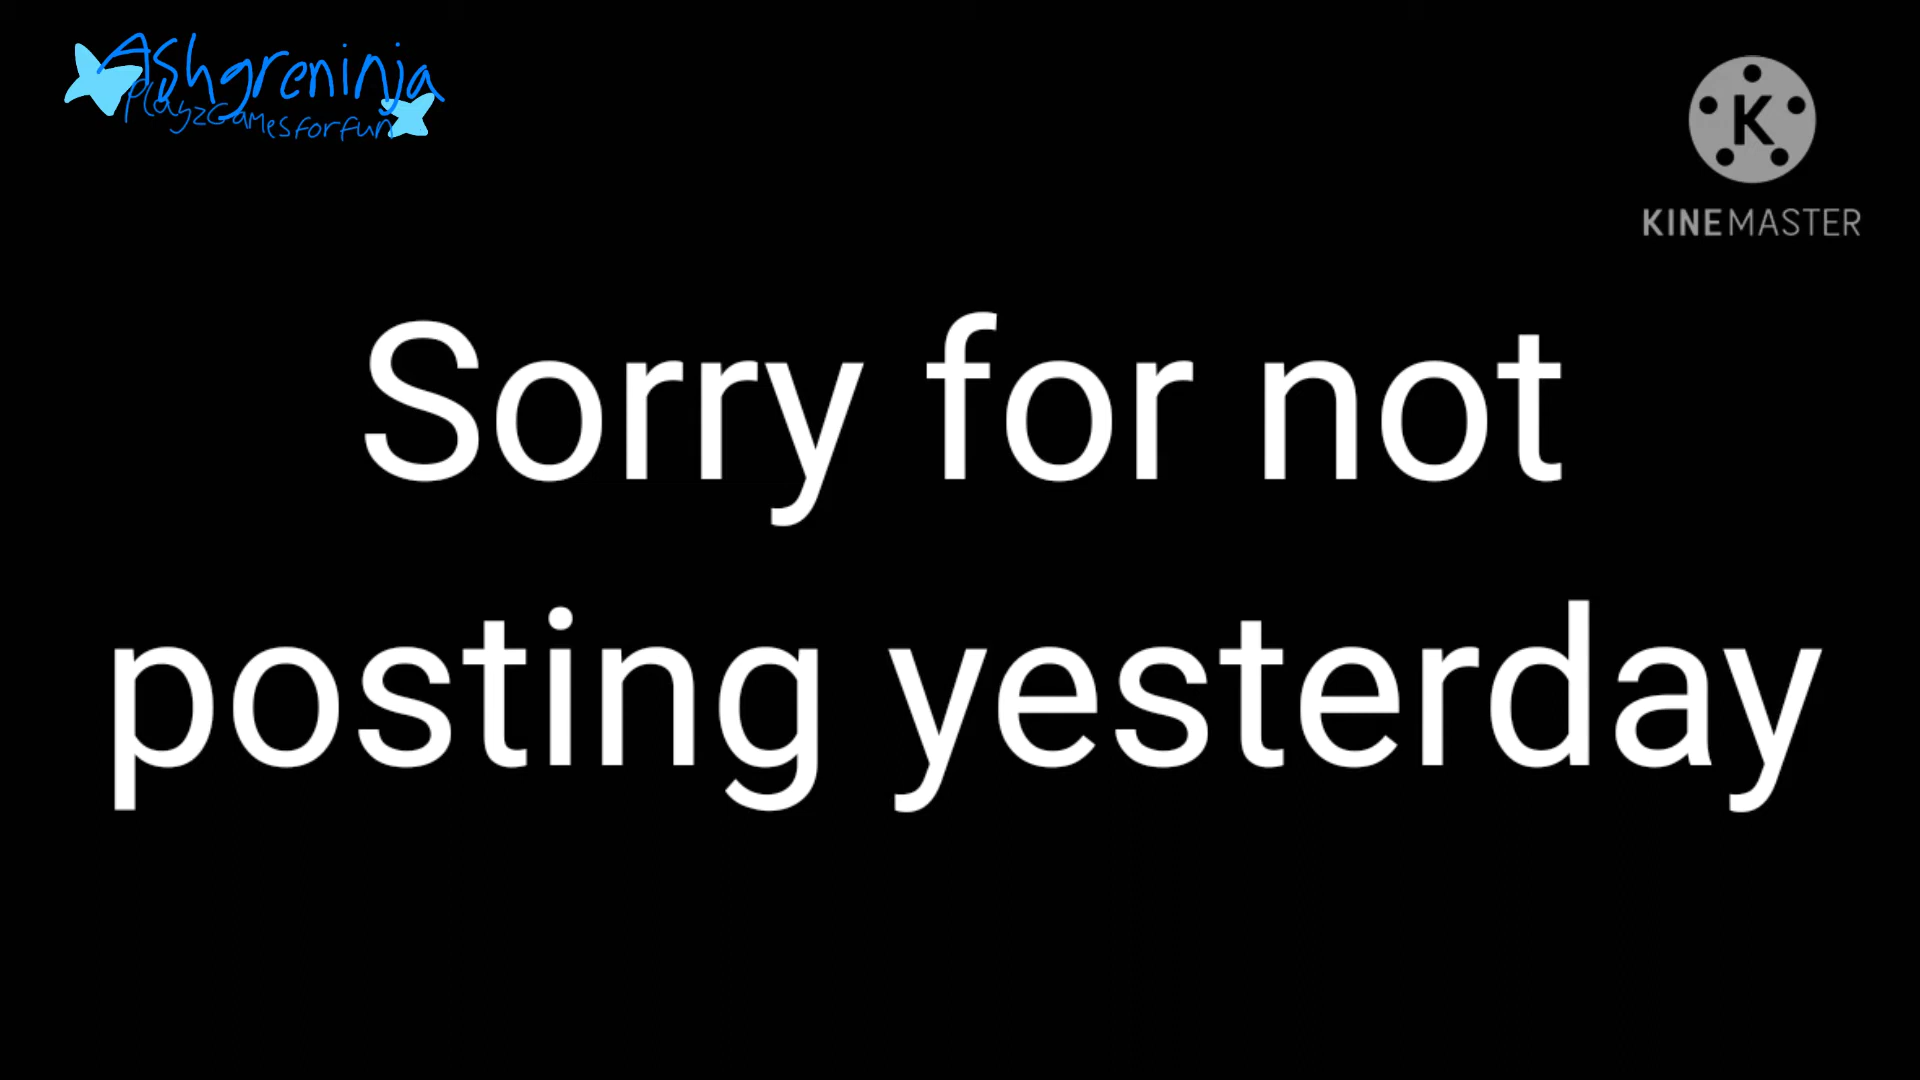 Ashgreninja
PlayzGamesforfun
KINEMASTER
Sorry for not
posting yesterday